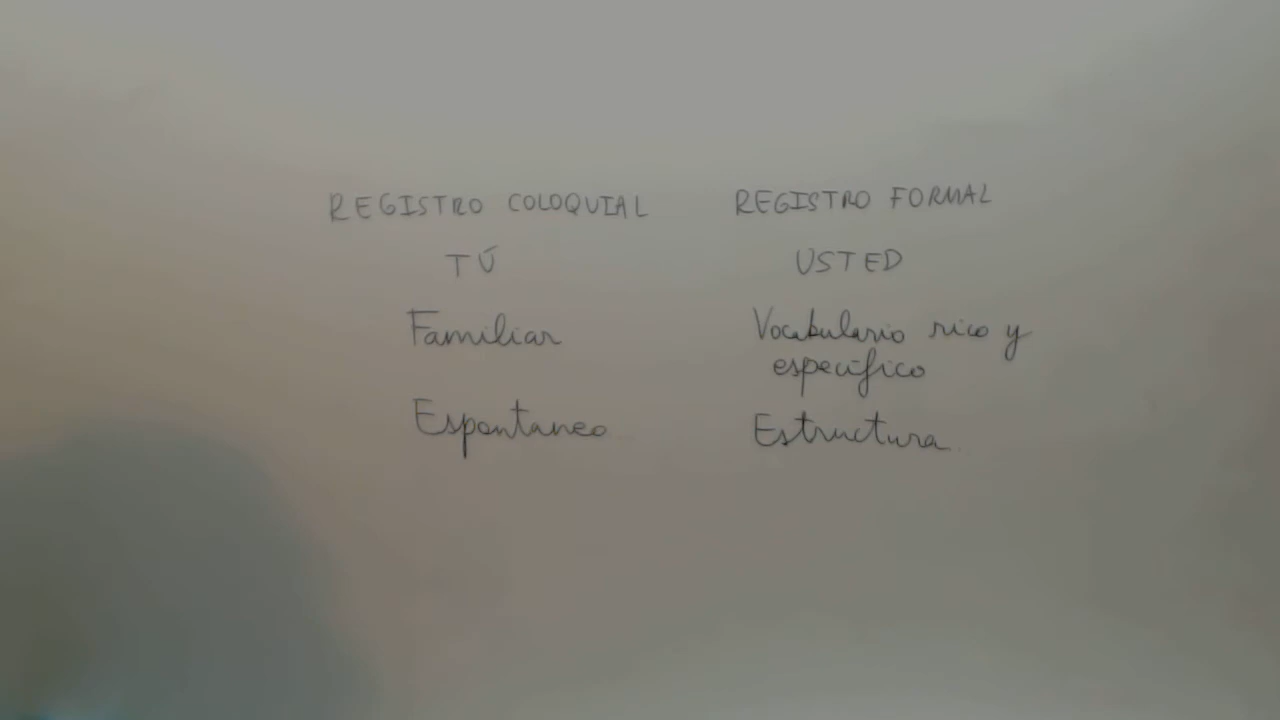 REGISTRO COLOQUIAL
TÚ
Familiar
Espontaneo
REGISTRO FORMAL
USTED
Vocabulario rico y
específico
Estructura